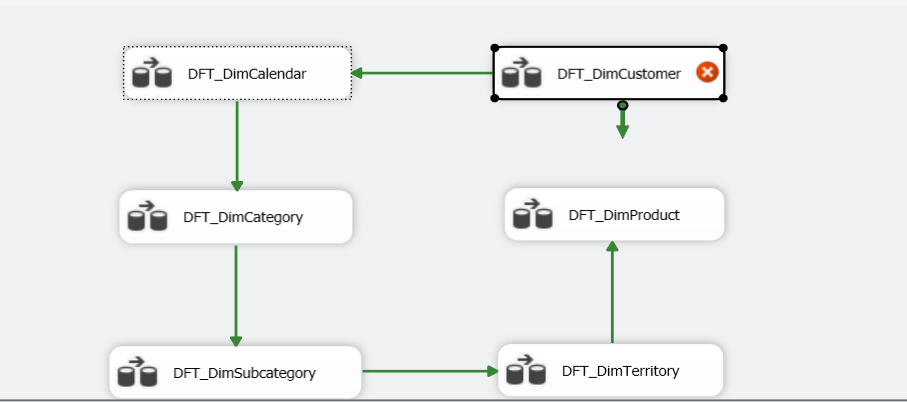 DFT_DimCalendar
DFT_DimCustomer
DFT_DimCategory
DFT_DimProduct
DFT_DimSubcategory
DFT_DimTerritory